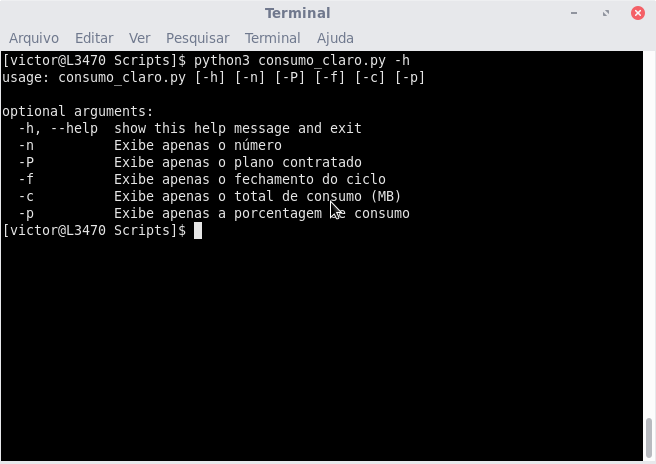 Terminal
Arquivo Editar Ver Pesquisar Terminal Ajuda
[victor@L3470 Scripts]$ python3 consumo_claro.py -h
usage: consumo_claro.py [-h] [-n] [-P] [-f] [-c] [-p]
optional arguments:
-h, --help show this help message and exit
-n Exibe apenas o número
-P Exibe apenas o plano contratado
-f Exibe apenas o fechamento do ciclo
-c Exibe apenas o total de consumo (MB)
-p Exibe apenas a porcentagem de consumo
[victor@L3470 Scripts]$